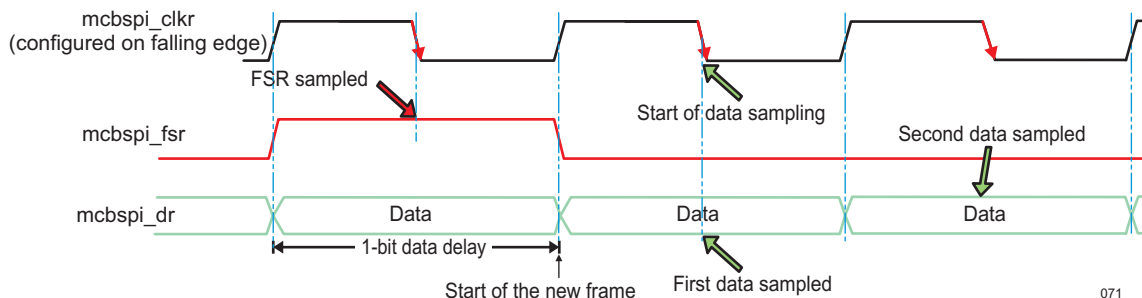 mcbspi_clkr
(configured on falling edge)
FSR sampled
Start of data sampling
mcbspi_fsr
Second data sampled
mcbspi_dr
Data
Data
Data
1-bit data delay
First data sampled
Start of the new frame
071